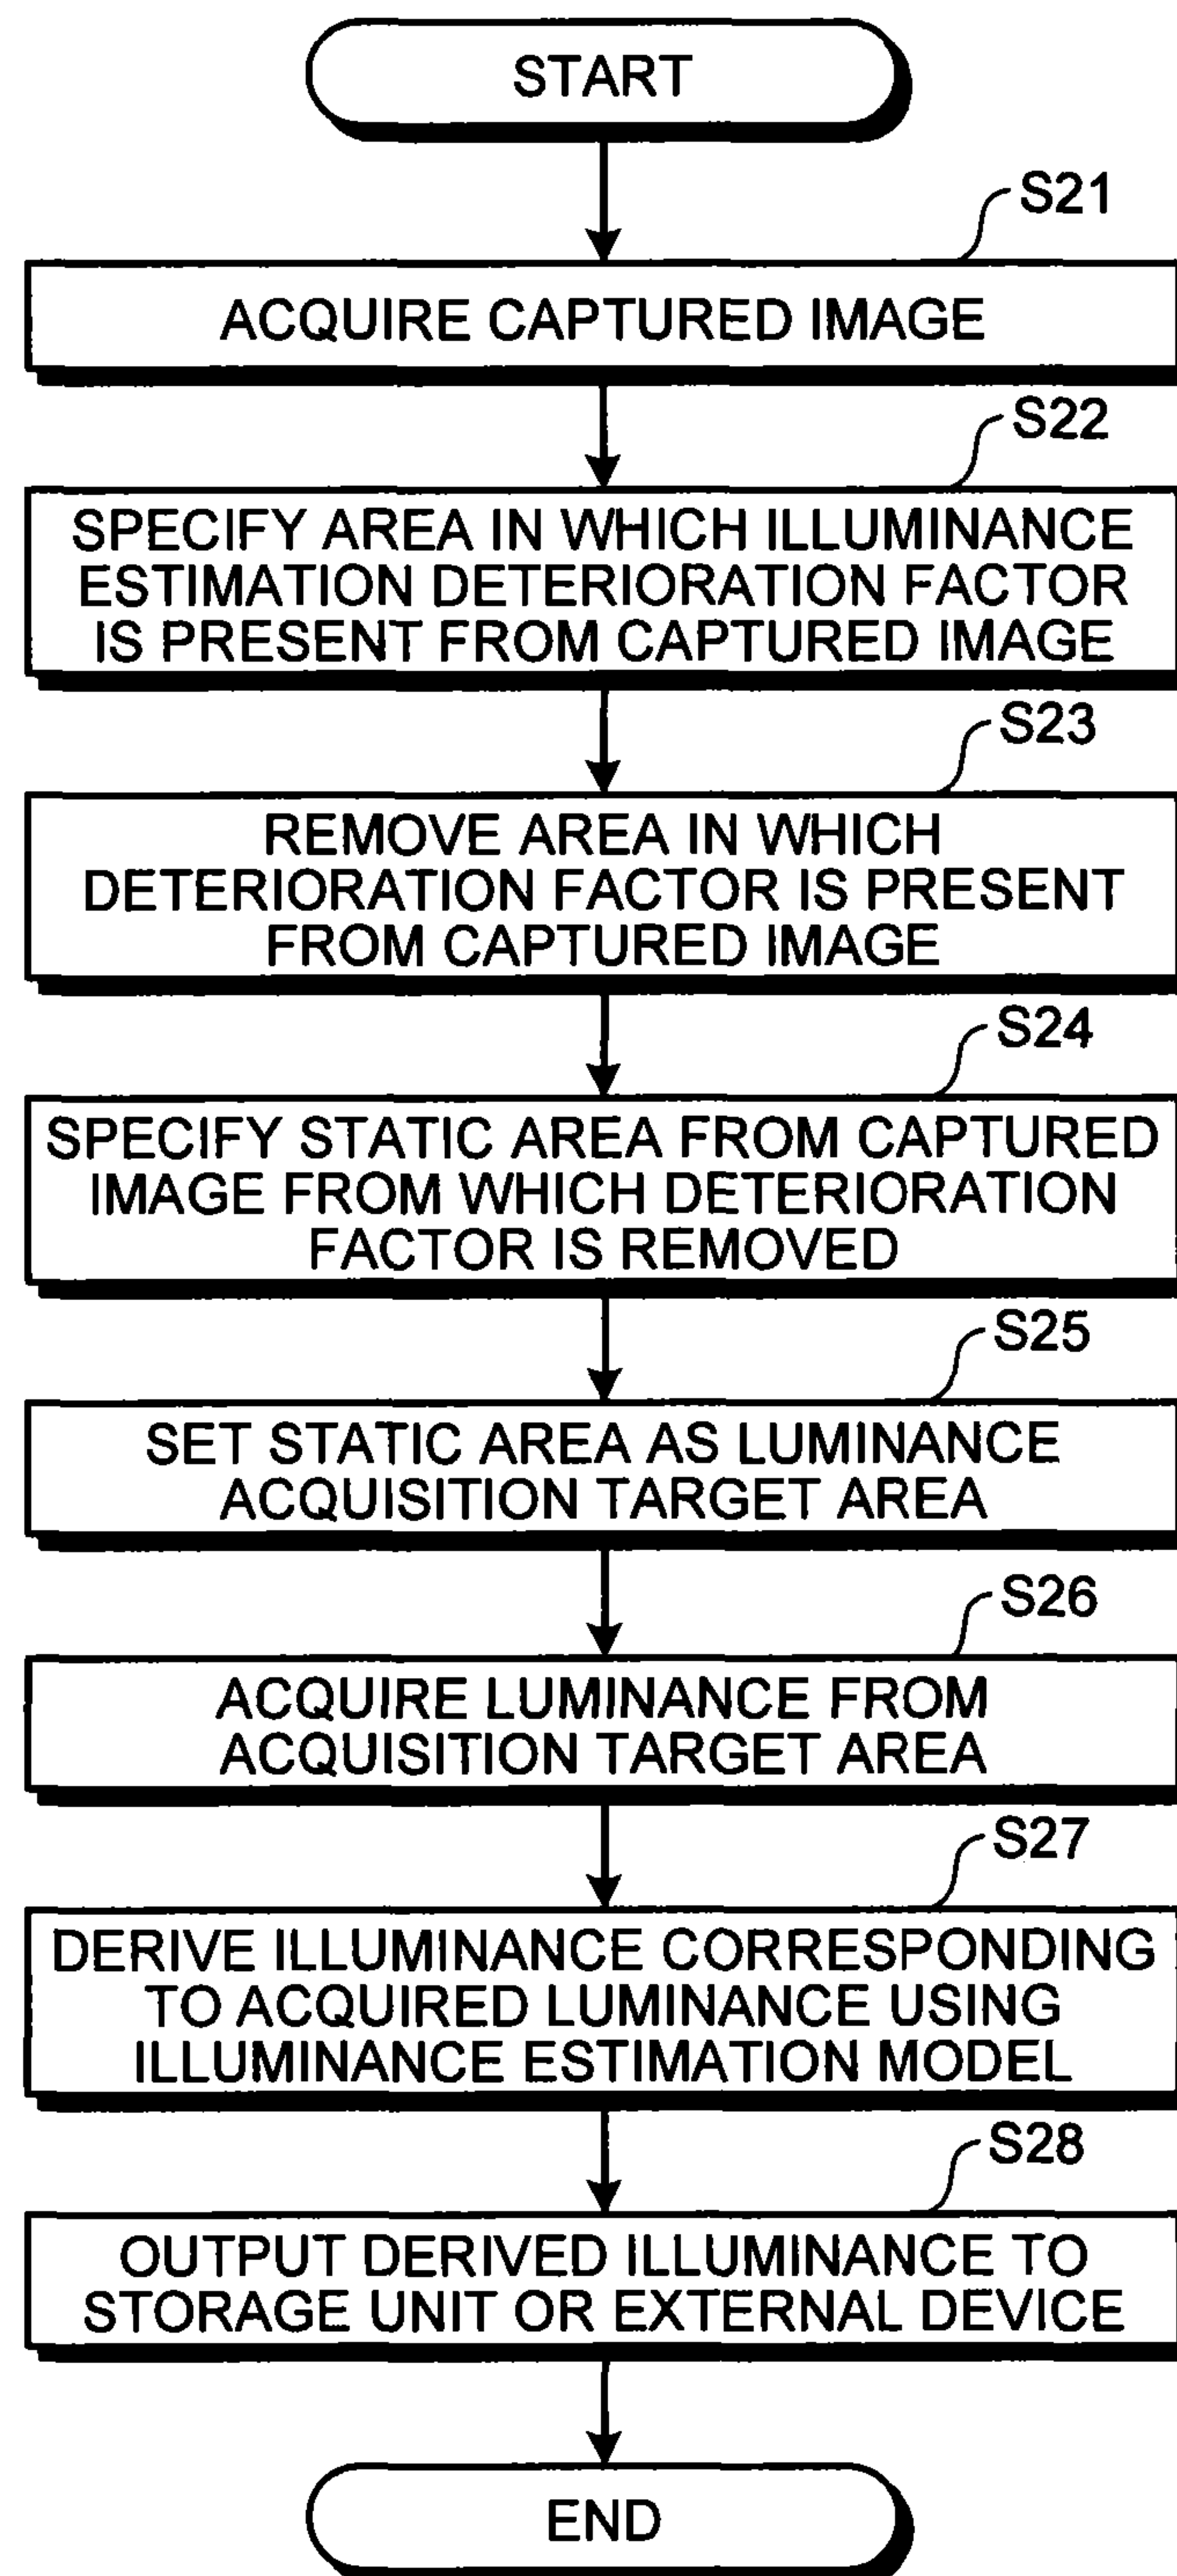 START
S21
ACQUIRE CAPTURED IMAGE
S22
SPECIFY AREA IN WHICH ILLUMINANCE
ESTIMATION DETERIORATION FACTOR
IS PRESENT FROM CAPTURED IMAGE
S23
REMOVE AREA IN WHICH
DETERIORATION FACTOR IS PRESENT
FROM CAPTURED IMAGE
S24
SPECIFY STATIC AREA FROM CAPTURED
IMAGE FROM WHICH DETERIORATION
FACTOR IS REMOVED
S25
SET STATIC AREA AS LUMINANCE
ACQUISITION TARGET AREA
S26
ACQUIRE LUMINANCE FROM
ACQUISITION TARGET AREA
S27
DERIVE ILLUMINANCE CORRESPONDING
TO ACQUIRED LUMINANCE USING
ILLUMINANCE ESTIMATION MODEL
S28
OUTPUT DERIVED ILLUMINANCE TO
STORAGE UNIT OR EXTERNAL DEVICE
END